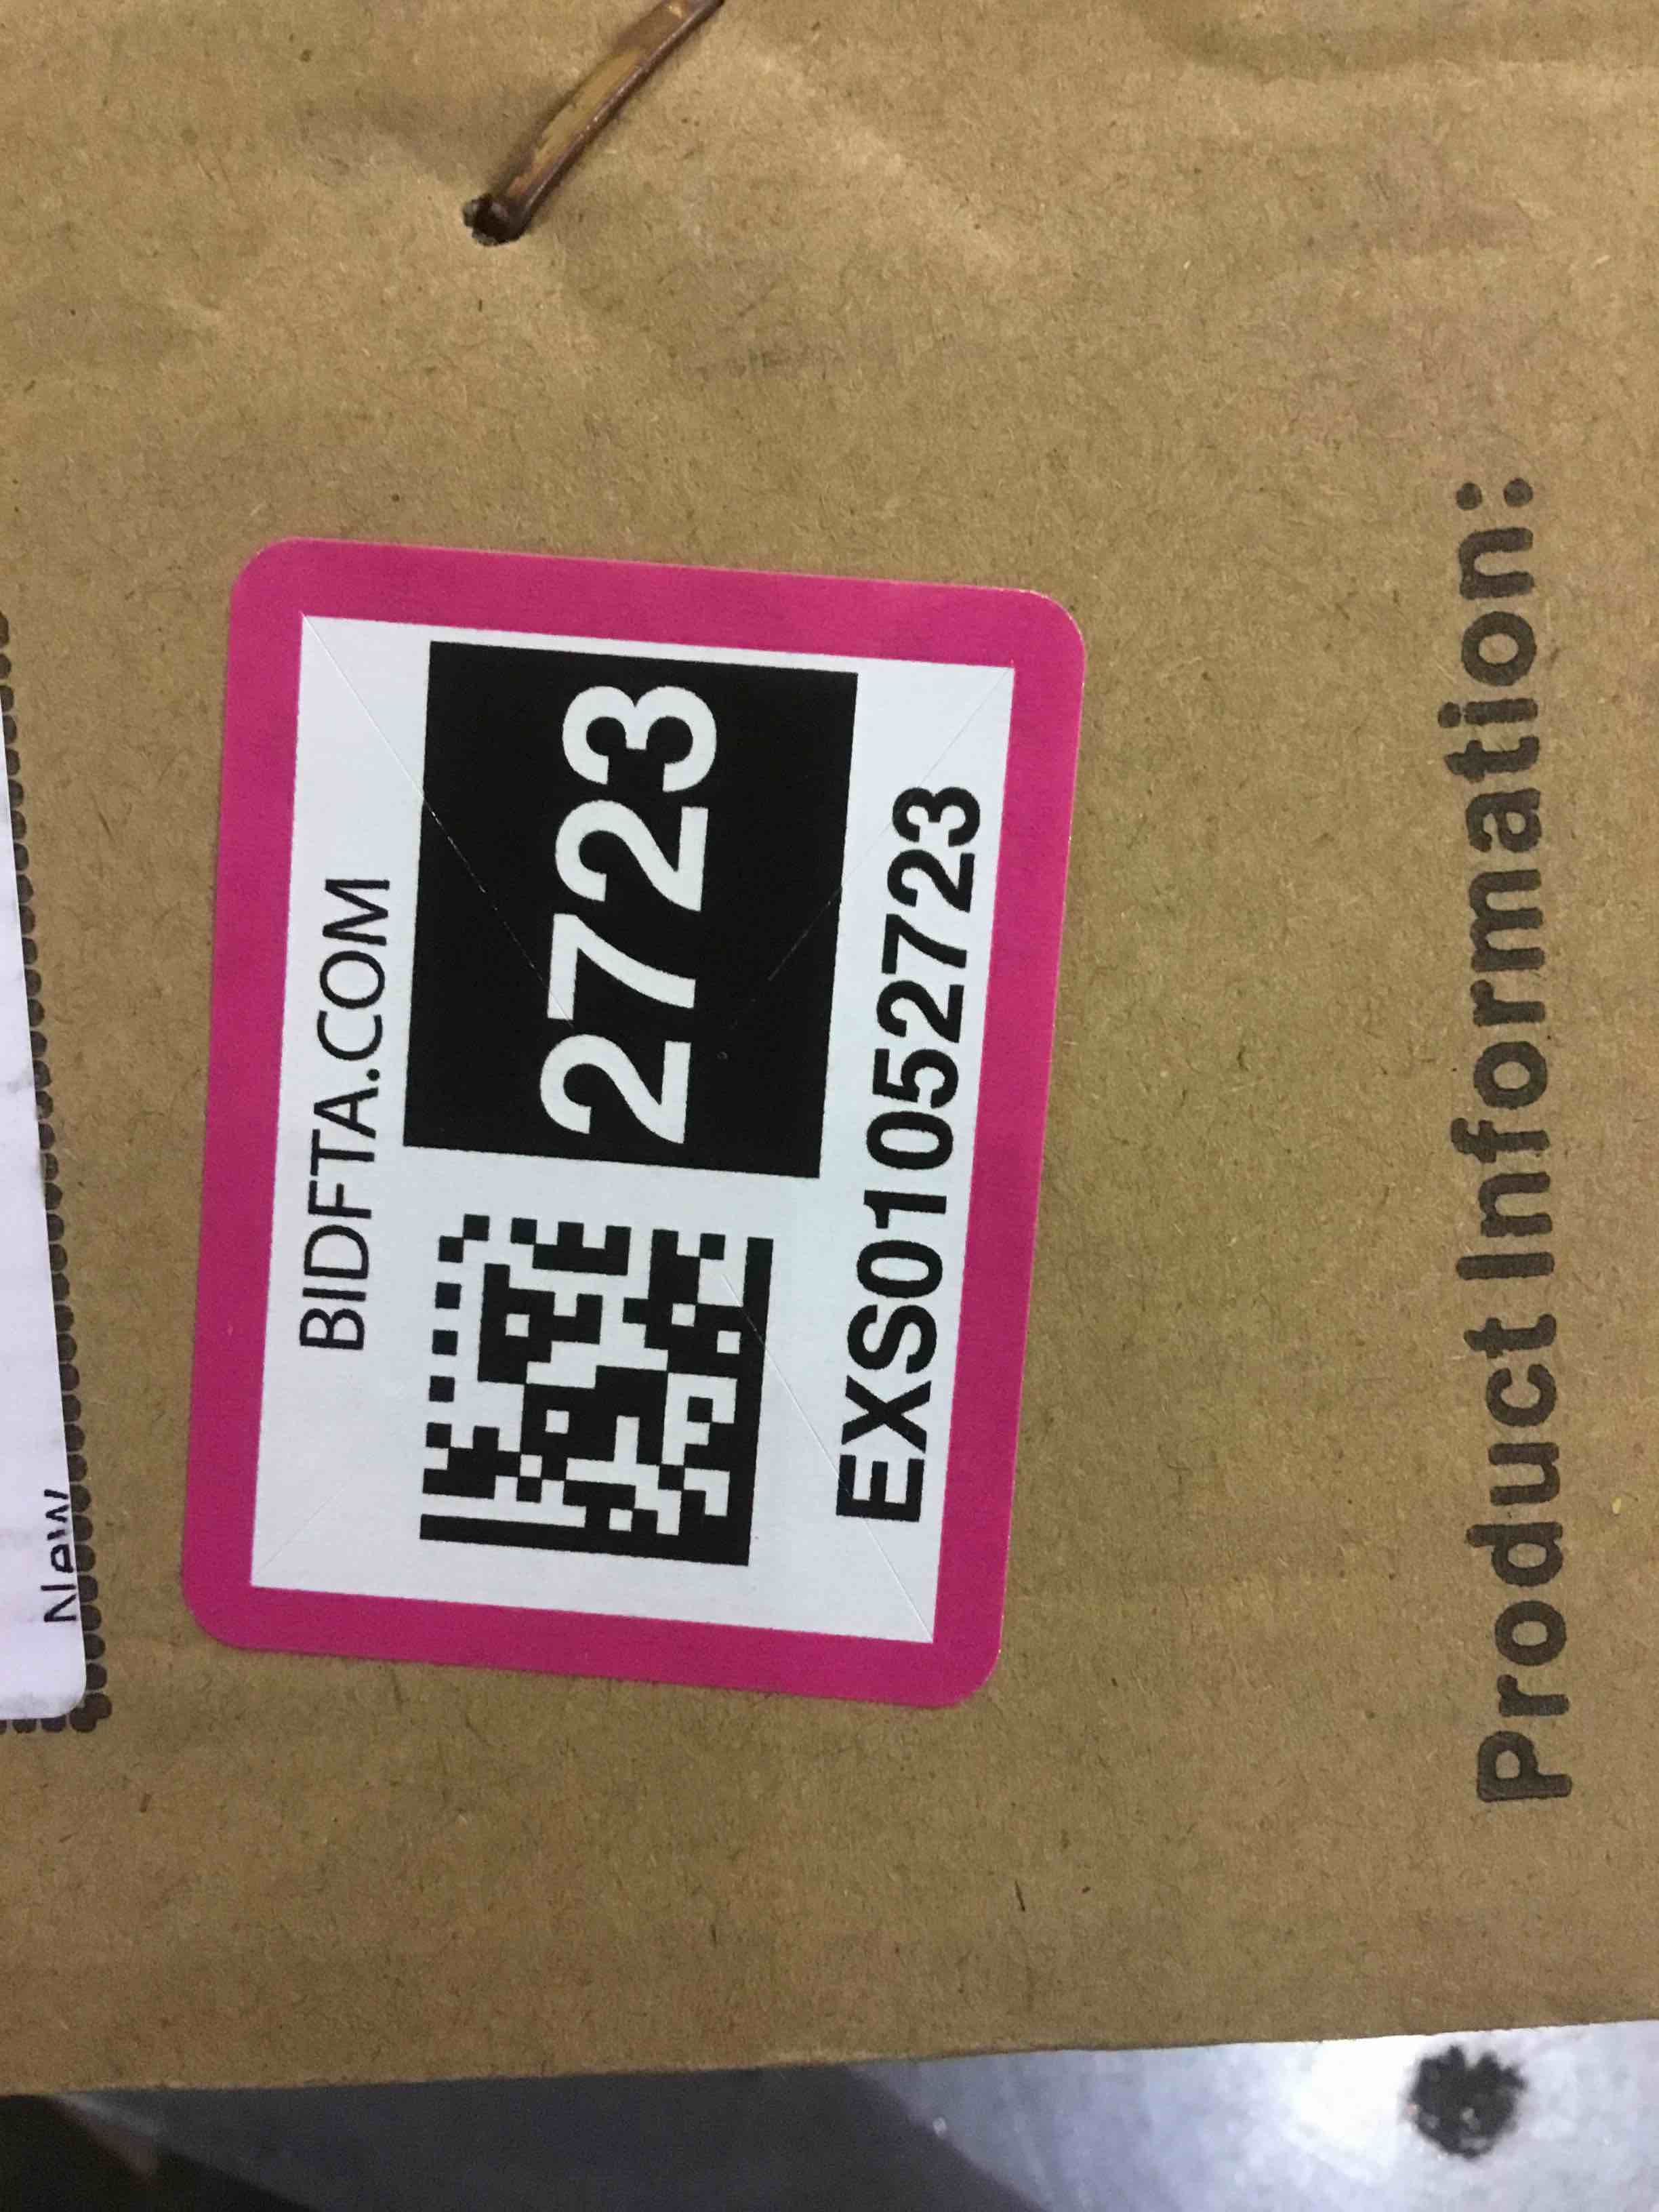 New
BIDFTA.COM
2723
EXS01052723
Product Information: